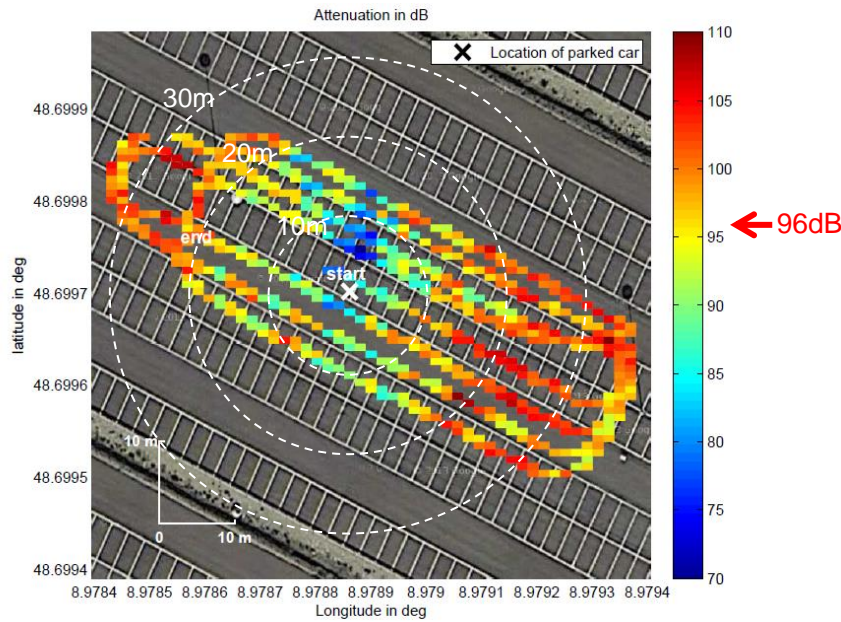 Attenuation in dB
Location of parked car
30m
20m
10m
end
start
10 m
0
10 m
48.6999
48.6998
48.6997
48.6996
48.6995
48.6994
latitude in deg
8.9784 8.9785 8.9786 8.9787 8.9788 8.9789 8.979 8.9791 8.9792 8.9793 8.9794
Longitude in deg
110
105
100
95
90
85
80
75
70
96dB